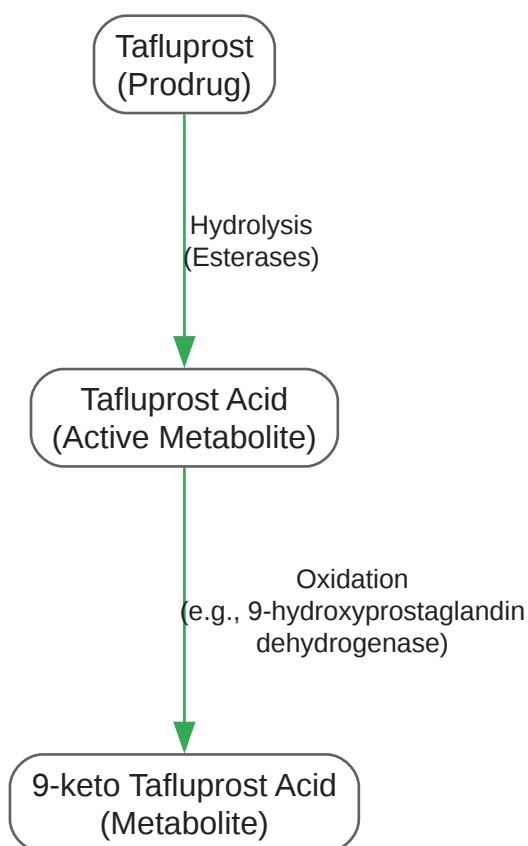 Tafluprost
(Prodrug)
Hydrolysis
(Esterases)
Tafluprost Acid
(Active Metabolite)
Oxidation
(e.g., 9-hydroxyprostaglandin
dehydrogenase)
9-keto Tafluprost Acid
(Metabolite)